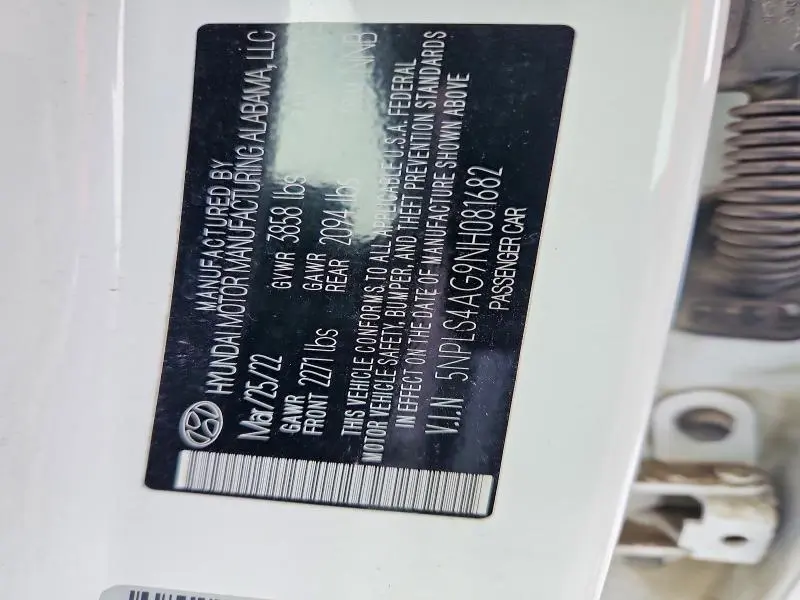 MANUFACTURED BY
HYUNDAI MOTOR MANUFACTURING ALABAMA, LLC
Mar/25/22 GVWR 3858 lbs
GAWR FRONT 2271 lbs GAWR REAR 2094 lbs
THIS VEHICLE CONFORMS TO ALL APPLICABLE U.S.A. FEDERAL
MOTOR VEHICLE SAFETY, BUMPER, AND THEFT PREVENTION STANDARDS
IN EFFECT ON THE DATE OF MANUFACTURE SHOWN ABOVE
V.I.N 5NPLS4AG9NH081682
PASSENGER CAR